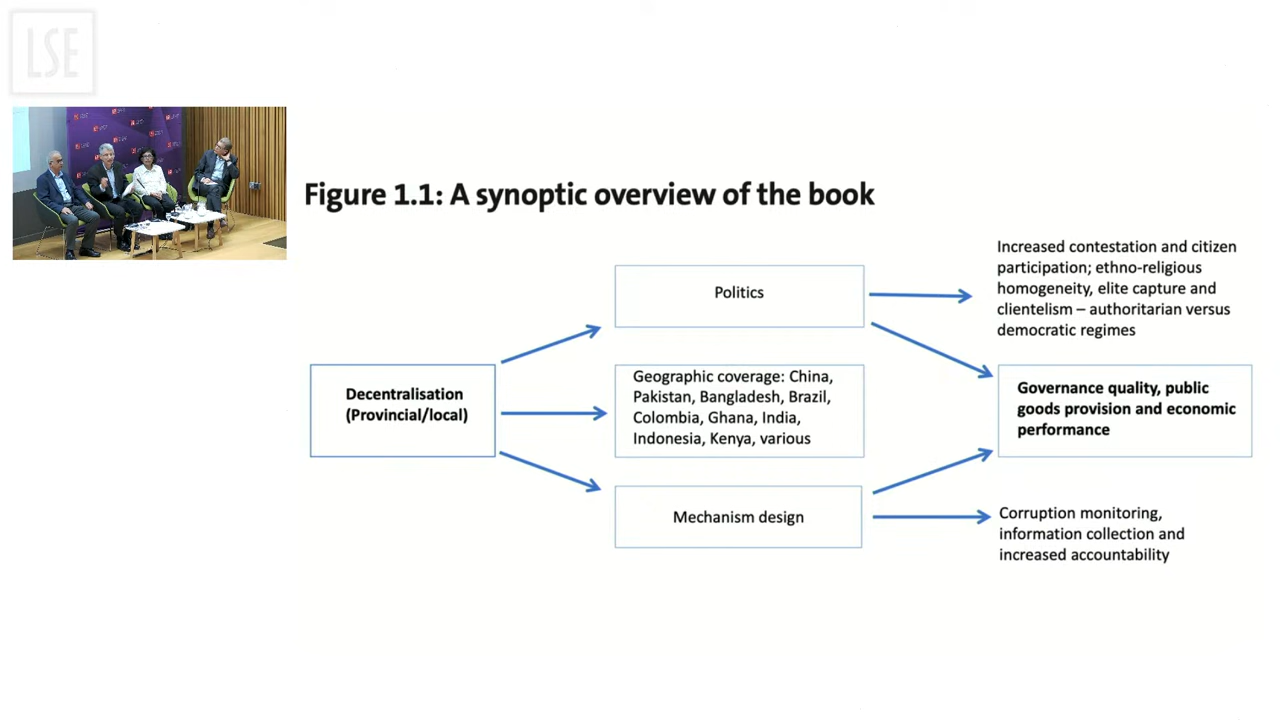 LSE
Figure 1.1: A synoptic overview of the book
Decentralisation
(Provincial/local)
Politics
Geographic coverage: China,
Pakistan, Bangladesh, Brazil,
Colombia, Ghana, India,
Indonesia, Kenya, various
Mechanism design
Increased contestation and citizen
participation; ethno-religious
homogeneity, elite capture and
clientelism – authoritarian versus
democratic regimes
Governance quality, public
goods provision and economic
performance
Corruption monitoring,
information collection and
increased accountability